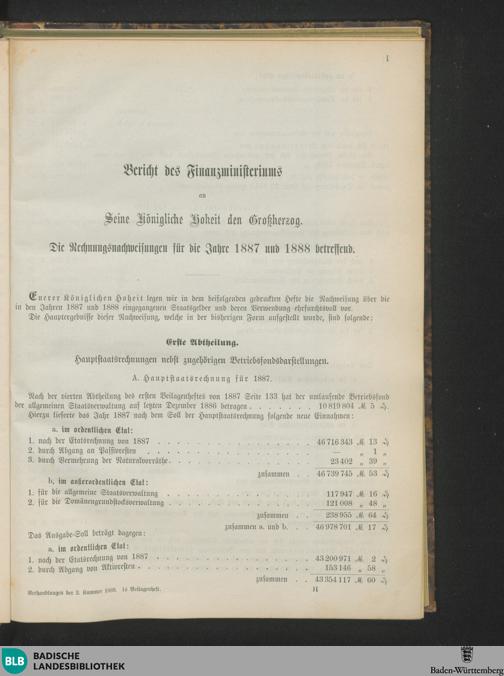 1
Bericht des Finanzministeriums
an
Seine Königliche Hoheit den Großherzog.
Die Rechnungsnachweisungen für die Jahre 1887 und 1888 betreffend.
Euerer Königlichen Hoheit legen wir in dem beifolgenden gedruckten Hefte die Nachweisung über die
in den Jahren 1887 und 1888 eingegangenen Staatsgelder und deren Verwendung ehrfurchtsvoll vor.
Die Hauptergebnisse dieser Nachweisung, welche in der bisherigen Form aufgestellt wurde, sind folgende:
Erste Abtheilung.
Hauptstaatsrechnungen nebst zugehörigen Betriebsfondsdarstellungen.
A. Hauptstaatsrechnung für 1887.
Nach der vierten Abtheilung des ersten Beilagenheftes von 1887 Seite 133 hat der umlaufende Betriebsfond
der allgemeinen Staatsverwaltung auf letzten Dezember 1886 betragen . . . . . . . 10 819 804 ℳ 5 ₰.
Hierzu lieferte das Jahr 1887 nach dem Soll der Hauptstaatsrechnung folgende neue Einnahmen:
a. im ordentlichen Etat:
1. nach der Etatsrechnung von 1887 . . . . . . . . . . . . . . 46 716 343 ℳ 13 ₰
2. durch Abgang an Passivresten . . . . . . . . . . . . . . — „ 1 „
3. durch Vermehrung der Naturalvorräthe . . . . . . . . . . . . 23 402 „ 39 „
zusammen . . 46 739 745 ℳ 53 ₰
b. im außerordentlichen Etat:
1. für die allgemeine Staatsverwaltung . . . . . . . . . . . . 117 947 ℳ 16 ₰
2. für die Domänengrundstocksverwaltung . . . . . . . . . . . . 121 008 „ 48 „
zusammen . . 238 955 ℳ 64 ₰
zusammen a. und b. . . 46 978 701 ℳ 17 ₰
Das Ausgabe-Soll beträgt dagegen:
a. im ordentlichen Etat:
1. nach der Etatsrechnung von 1887 . . . . . . . . . . . . . . 43 200 971 ℳ 2 ₰
2. durch Abgang von Aktivresten . . . . . . . . . . . . . . 153 146 „ 58 „
zusammen . . 43 354 117 ℳ 60 ₰
Verhandlungen der 2. Kammer 1889. 1s Beilagenheft. II
BLB BADISCHE
LANDESBIBLIOTHEK
Baden-Württemberg